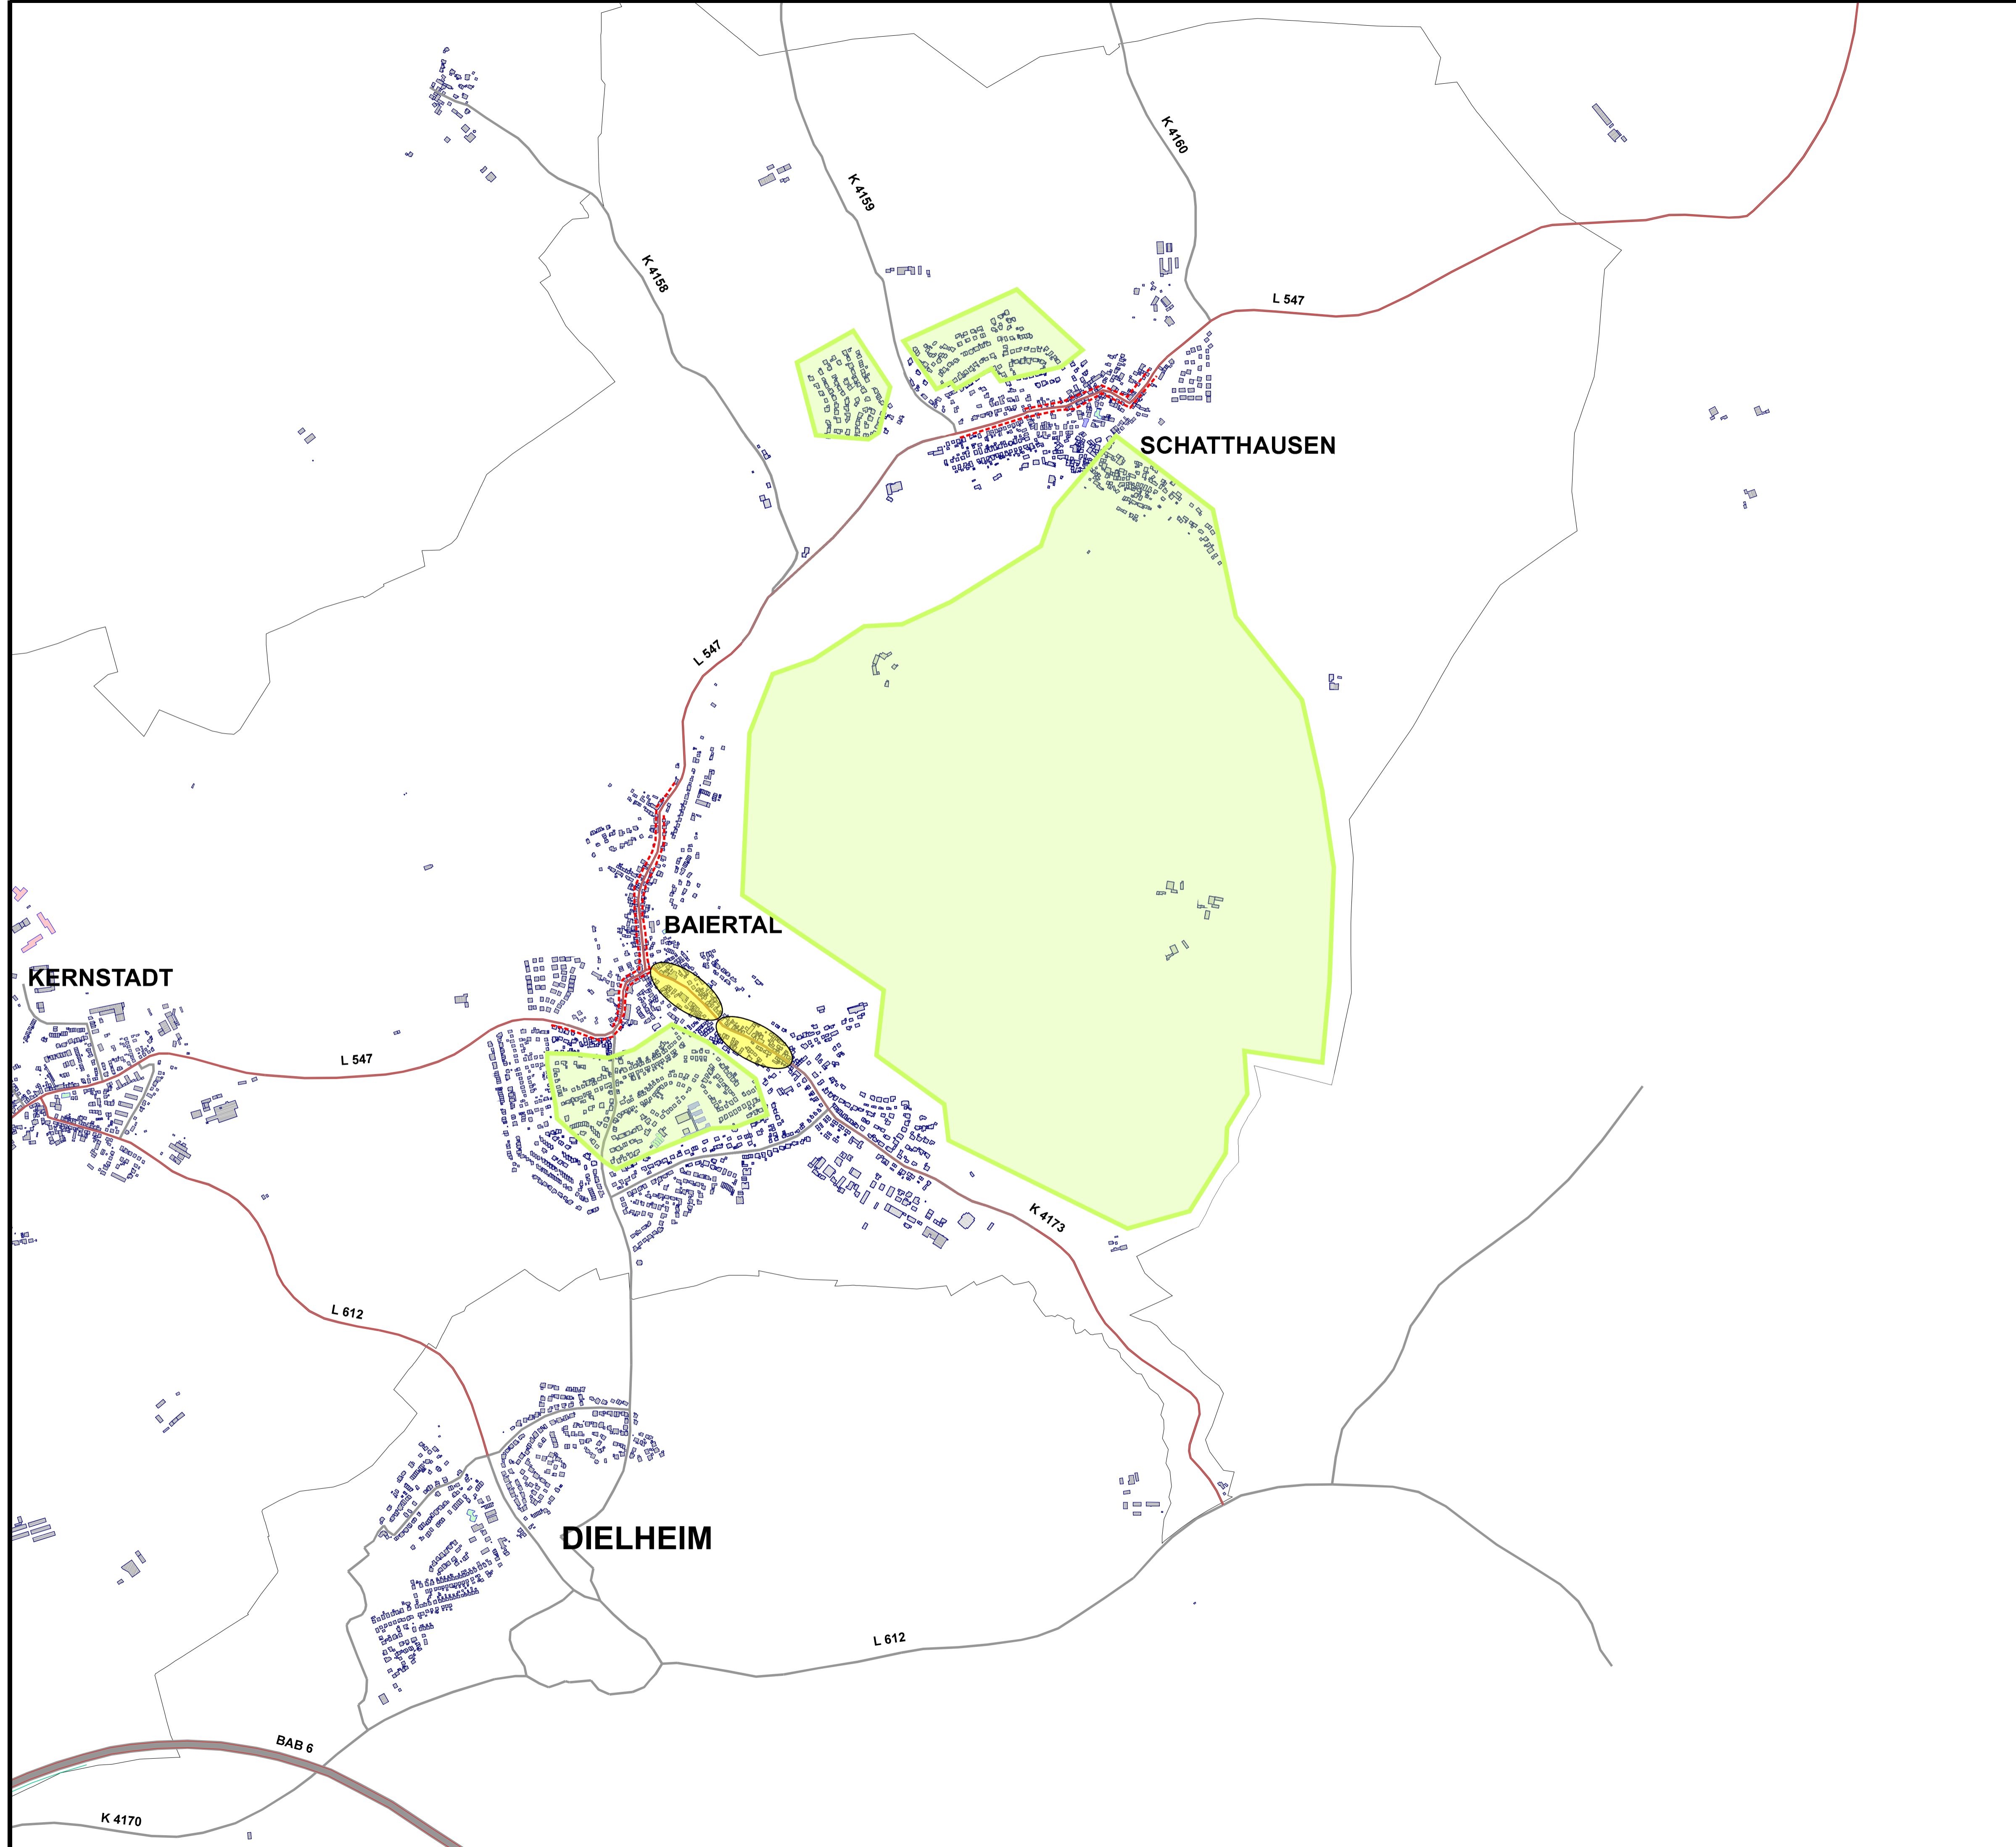 K 4160
K 4159
K 4158
L 547
SCHATTHAUSEN
L 547
BAIERTAL
KERNSTADT
L 547
K 4173
L 612
DIELHEIM
L 612
BAB 6
K 4170